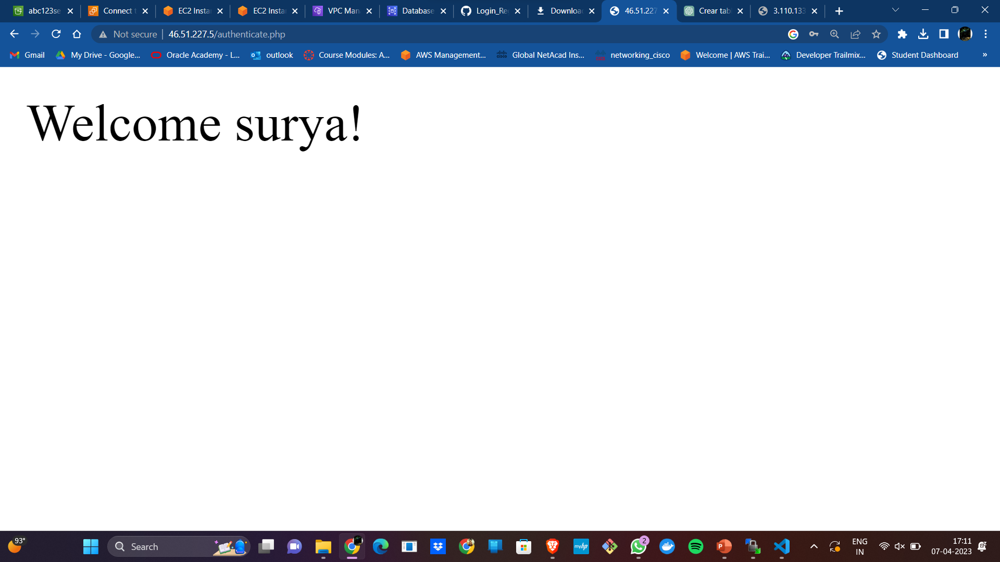 abc123se
Connect t
EC2 Insta
EC2 Insta
VPC Man
Database
Login_Re
Download
46.51.227
Crear tab
3.110.133
Not secure
46.51.227.5/authenticate.php
Gmail
My Drive - Google...
Oracle Academy - L...
outlook
Course Modules: A...
AWS Management...
Global NetAcad Ins...
networking_cisco
Welcome | AWS Trai...
Developer Trailmix...
Student Dashboard
»
Welcome surya!
93°
Search
myhp
2
ENG
IN
17:11
07-04-2023